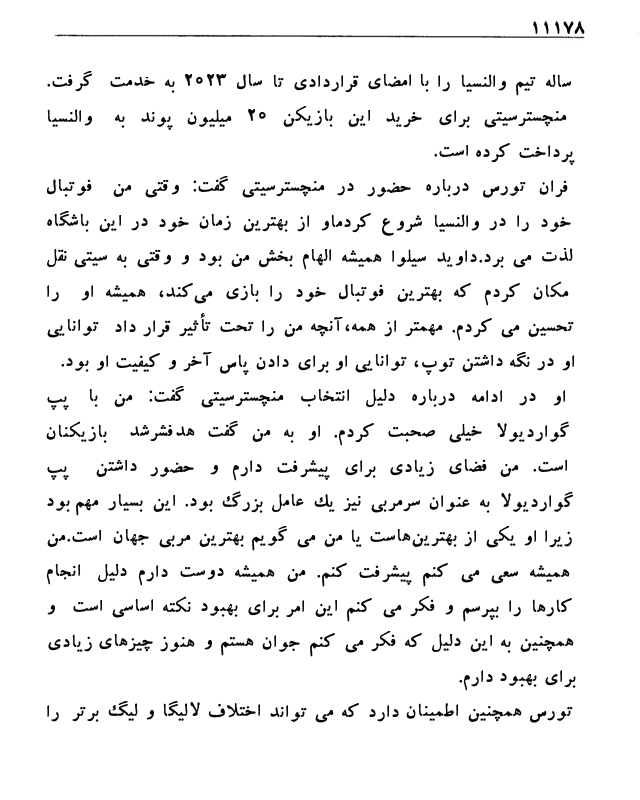 ۱۱۱۷۸
ساله تیم والنسیا را با امضای قراردادی تا سال ۲۰۲۳ به خدمت گرفت.
منچسترسیتی برای خرید این بازیکن ۲۰ میلیون پوند به والنسیا
پرداخت کرده است.
فران تورس درباره حضور در منچسترسیتی گفت: وقتی من فوتبال
خود را در والنسیا شروع کردماو از بهترین زمان خود در این باشگاه
لذت می برد.داوید سیلوا همیشه الهام بخش من بود و وقتی به سیتی نقل
مکان کردم که بهترین فوتبال خود را بازی می‌کند، همیشه او را
تحسین می کردم. مهمتر از همه،آنچه من را تحت تأثیر قرار داد توانایی
او در نگه داشتن توپ، توانایی او برای دادن پاس آخر و کیفیت او بود.
او در ادامه درباره دلیل انتخاب منچسترسیتی گفت: من با پپ
گواردیولا خیلی صحبت کردم. او به من گفت هدفشرشد بازیکنان
است. من فضای زیادی برای پیشرفت دارم و حضور داشتن پپ
گواردیولا به عنوان سرمربی نیز یك عامل بزرگ بود. این بسیار مهم بود
زیرا او یکی از بهترین‌هاست یا من می گویم بهترین مربی جهان است.من
همیشه سعی می کنم پیشرفت کنم. من همیشه دوست دارم دلیل انجام
کارها را بپرسم و فکر می کنم این امر برای بهبود نکته اساسی است و
همچنین به این دلیل که فکر می کنم جوان هستم و هنوز چیزهای زیادی
برای بهبود دارم.
تورس همچنین اطمینان دارد که می تواند اختلاف لالیگا و لیگ برتر را